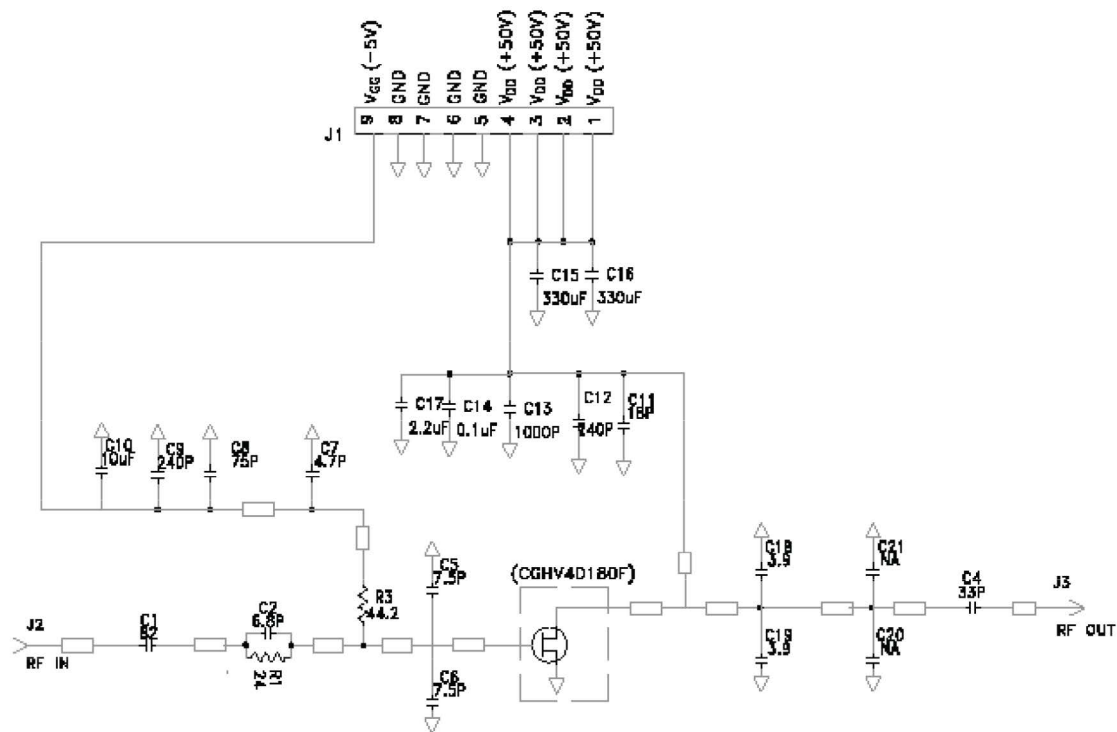 VGG (-5V)
GND
GND
GND
GND
VDD (+50V)
VDD (+50V)
VDD (+50V)
VDD (+50V)
J1
9
8
7
6
5
4
3
2
1
C15
330uF
C16
330uF
C17
2.2uF
C14
0.1uF
C13
1000P
C12
240P
C11
18P
C10
10uF
C9
240P
C8
75P
C7
4.7P
R3
44.2
C5
7.5P
(CGHV40180F)
C18
3.9
C21
NA
C4
33P
J3
RF OUT
J2
RF IN
C1
82
C2
6.8P
R1
24
C6
7.5P
C19
3.9
C20
NA